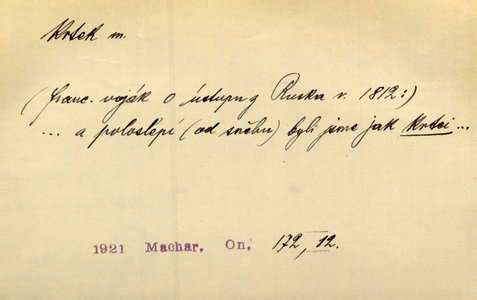 Krtek m.
(franc. voják o ústupu z Ruska r. 1812:)
... a poloslepí (od sněhu) byli jsme jak krtci ...
1921 Machar, On, 172, 12.